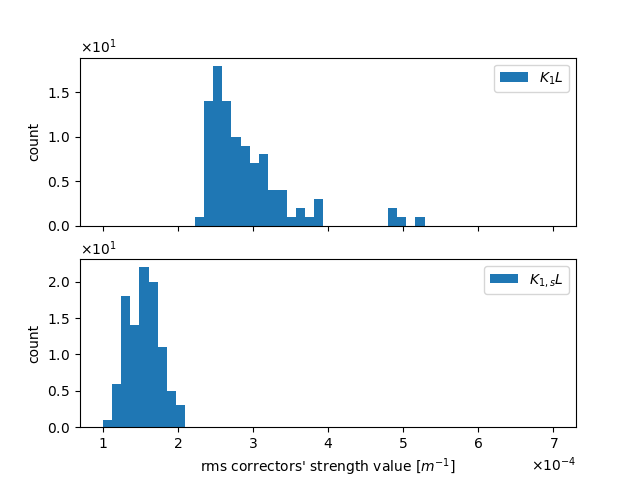 ×10¹
1.5
1.0
0.5
0.0
count
K₁L
×10¹
2.0
1.5
1.0
0.5
0.0
count
K₁,ₛL
1 2 3 4 5 6 7
rms correctors' strength value [m⁻¹]
×10⁻⁴